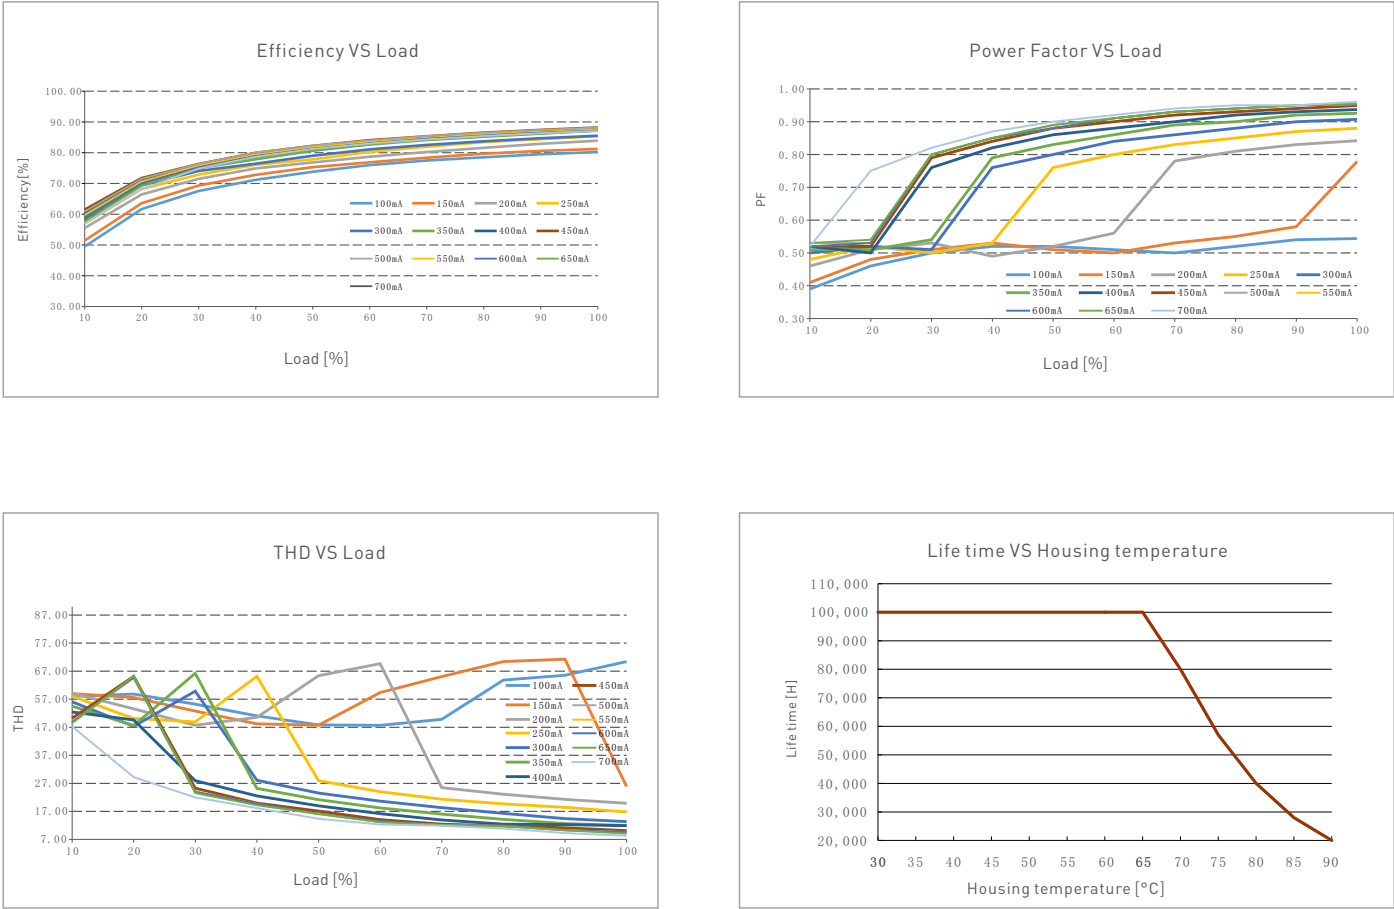 Efficiency VS Load
100.00
90.00
80.00
70.00
60.00
50.00
40.00
30.00
Efficiency[%]
100mA 150mA 200mA 250mA
300mA 350mA 400mA 450mA
500mA 550mA 600mA 650mA
700mA
10 20 30 40 50 60 70 80 90 100
Load [%]
Power Factor VS Load
1.00
0.90
0.80
0.70
0.60
0.50
0.40
0.30
PF
100mA 150mA 200mA 250mA 300mA
350mA 400mA 450mA 500mA 550mA
600mA 650mA 700mA
10 20 30 40 50 60 70 80 90 100
Load [%]
THD VS Load
87.00
77.00
67.00
57.00
47.00
37.00
27.00
17.00
7.00
THD
100mA 450mA
150mA 500mA
200mA 550mA
250mA 600mA
300mA 650mA
350mA 700mA
400mA
10 20 30 40 50 60 70 80 90 100
Load [%]
Life time VS Housing temperature
110,000
100,000
90,000
80,000
70,000
60,000
50,000
40,000
30,000
20,000
Life time [H]
30 35 40 45 50 55 60 65 70 75 80 85 90
Housing temperature [°C]